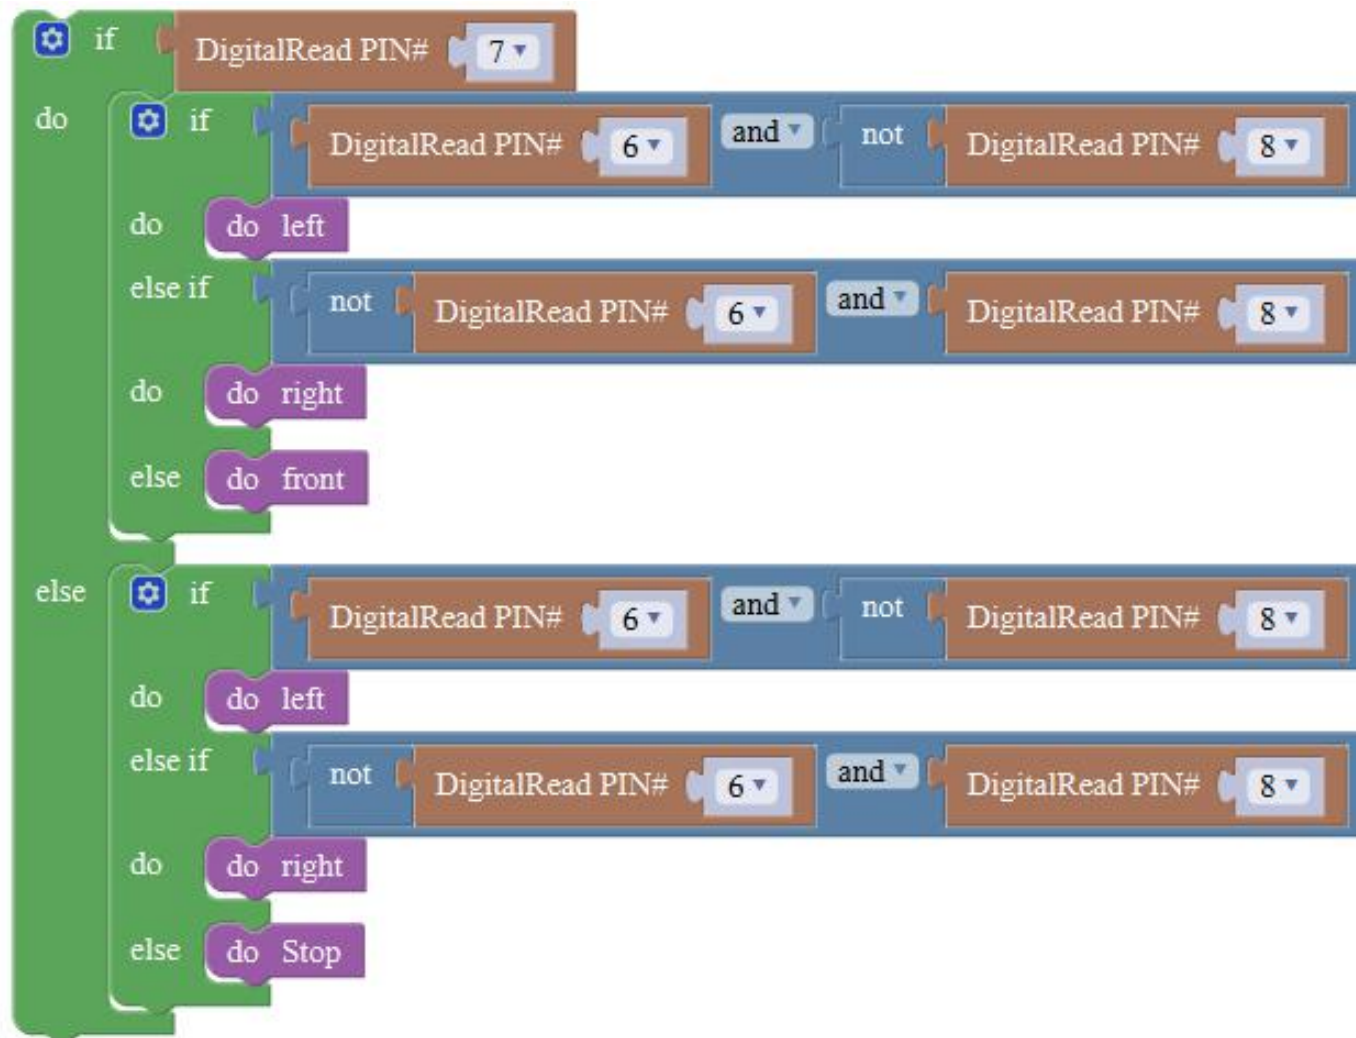 if DigitalRead PIN# 7
do if DigitalRead PIN# 6 and not DigitalRead PIN# 8
do do left
else if not DigitalRead PIN# 6 and DigitalRead PIN# 8
do do right
else do front
else if DigitalRead PIN# 6 and not DigitalRead PIN# 8
do do left
else if not DigitalRead PIN# 6 and DigitalRead PIN# 8
do do right
else do Stop